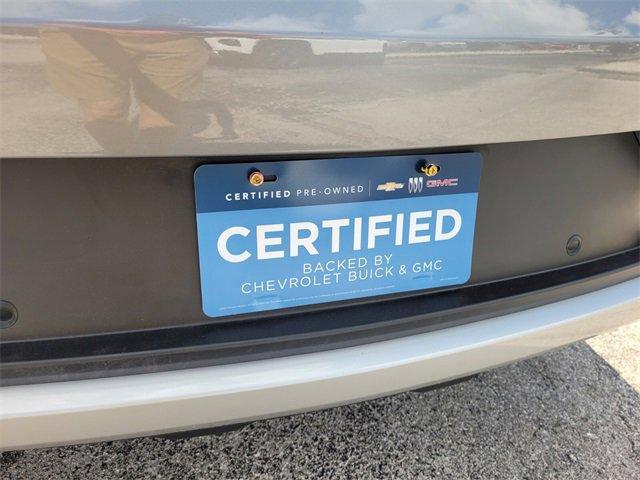 CERTIFIED PRE-OWNED | GMC
CERTIFIED
BACKED BY
CHEVROLET BUICK & GMC